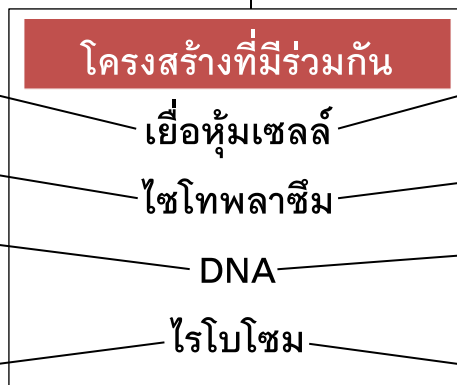 โครงสร้างที่มีร่วมกัน
เยื่อหุ้มเซลล์
ไซโทพลาซึม
DNA
ไรโบโซม